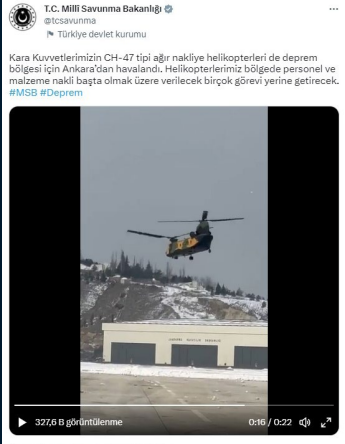 T.C. Millî Savunma Bakanlığı
@tcsavunma
Türkiye devlet kurumu
Kara Kuvvetlerimizin CH-47 tipi ağır nakliye helikopterleri de deprem
bölgesi için Ankara'dan havalandı. Helikopterlerimiz bölgede personel ve
malzeme nakli başta olmak üzere verilecek birçok görevi yerine getirecek.
#MSB #Deprem
327,6 B görüntülenme
0:16 / 0:22